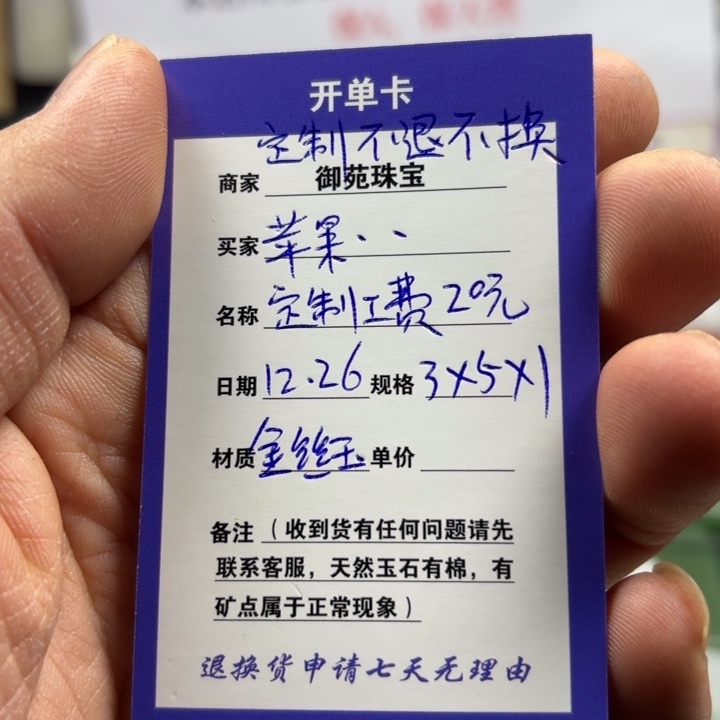 开单卡
定制不退不换
商家 御苑珠宝
买家 苹果..
名称 定制工费20元
日期 12.26 规格 3×5×1
材质 金丝玉 单价
备注（收到货有任何问题请先
联系客服，天然玉石有棉，有
矿点属于正常现象）
退换货申请七天无理由